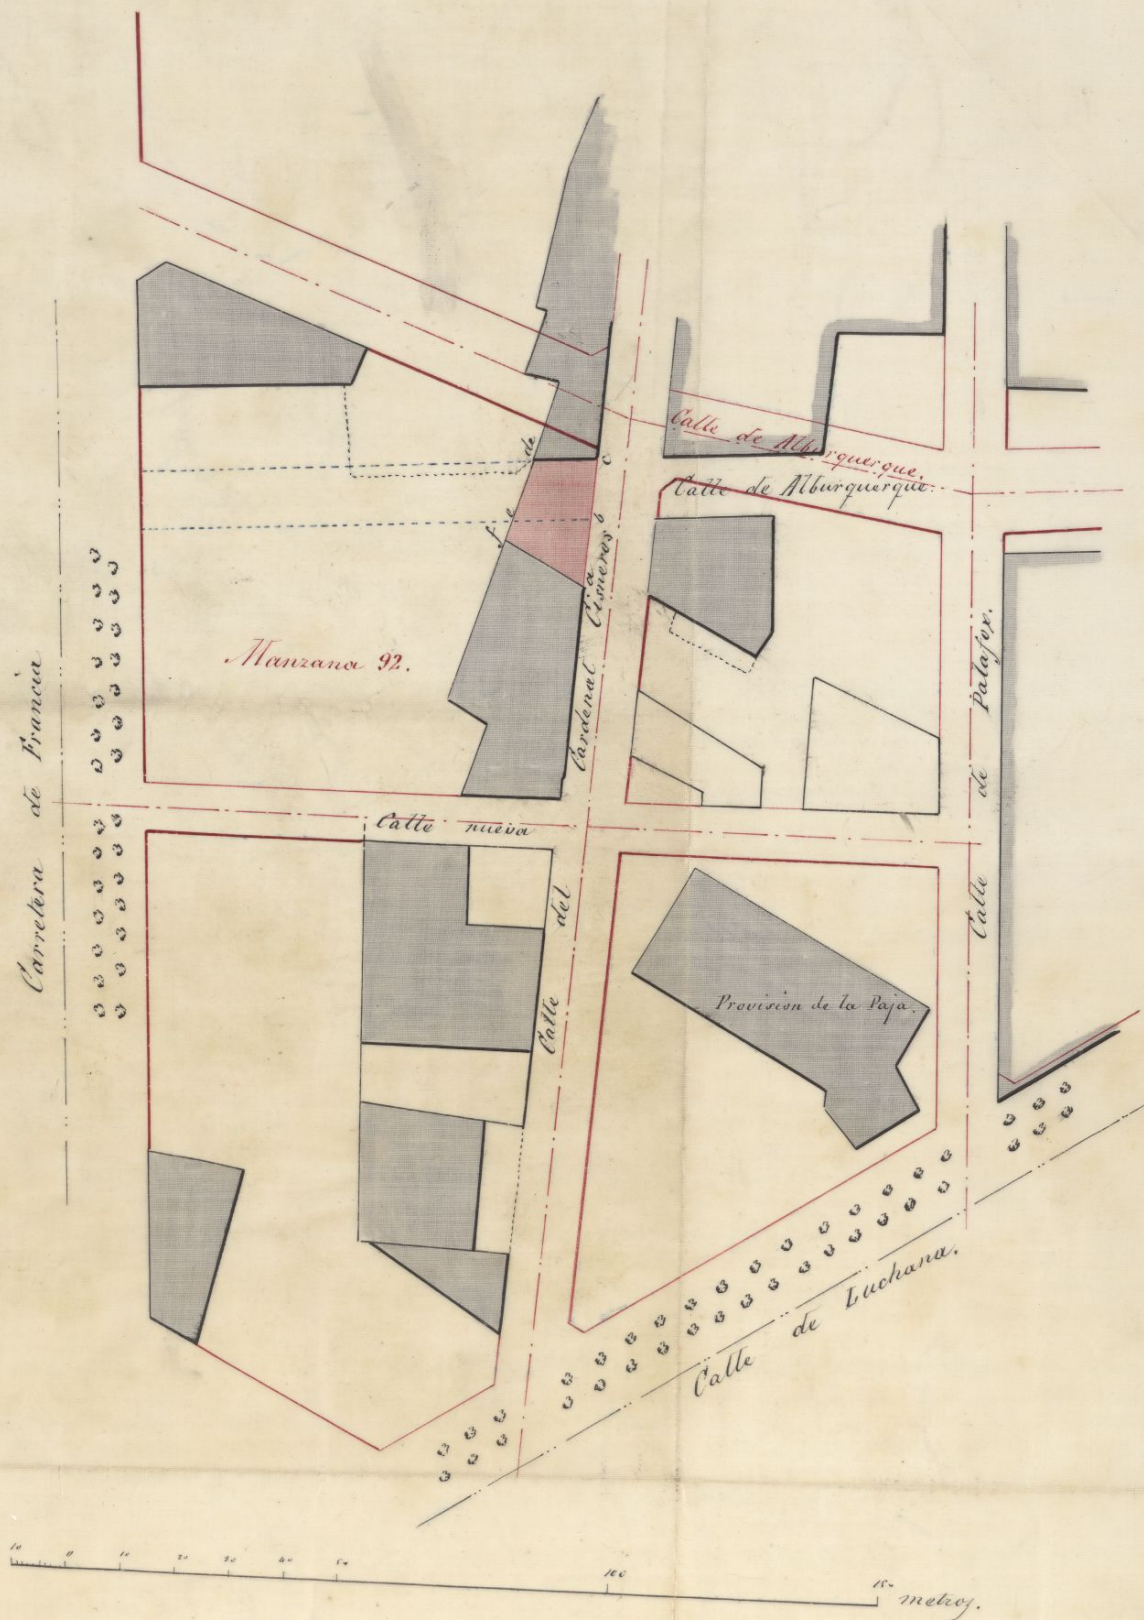 Calle de Alburquerque.
Calle de Alburquerque.
de
c
e
b
f
a
Manzana 92.
Carretera de Francia
Calle del Cardenal Cisneros
Calle nueva
Calle de Palafox.
Provision de la Paja.
Calle de Luchana.
10 0 10 20 30 40 50 100 150 metros.